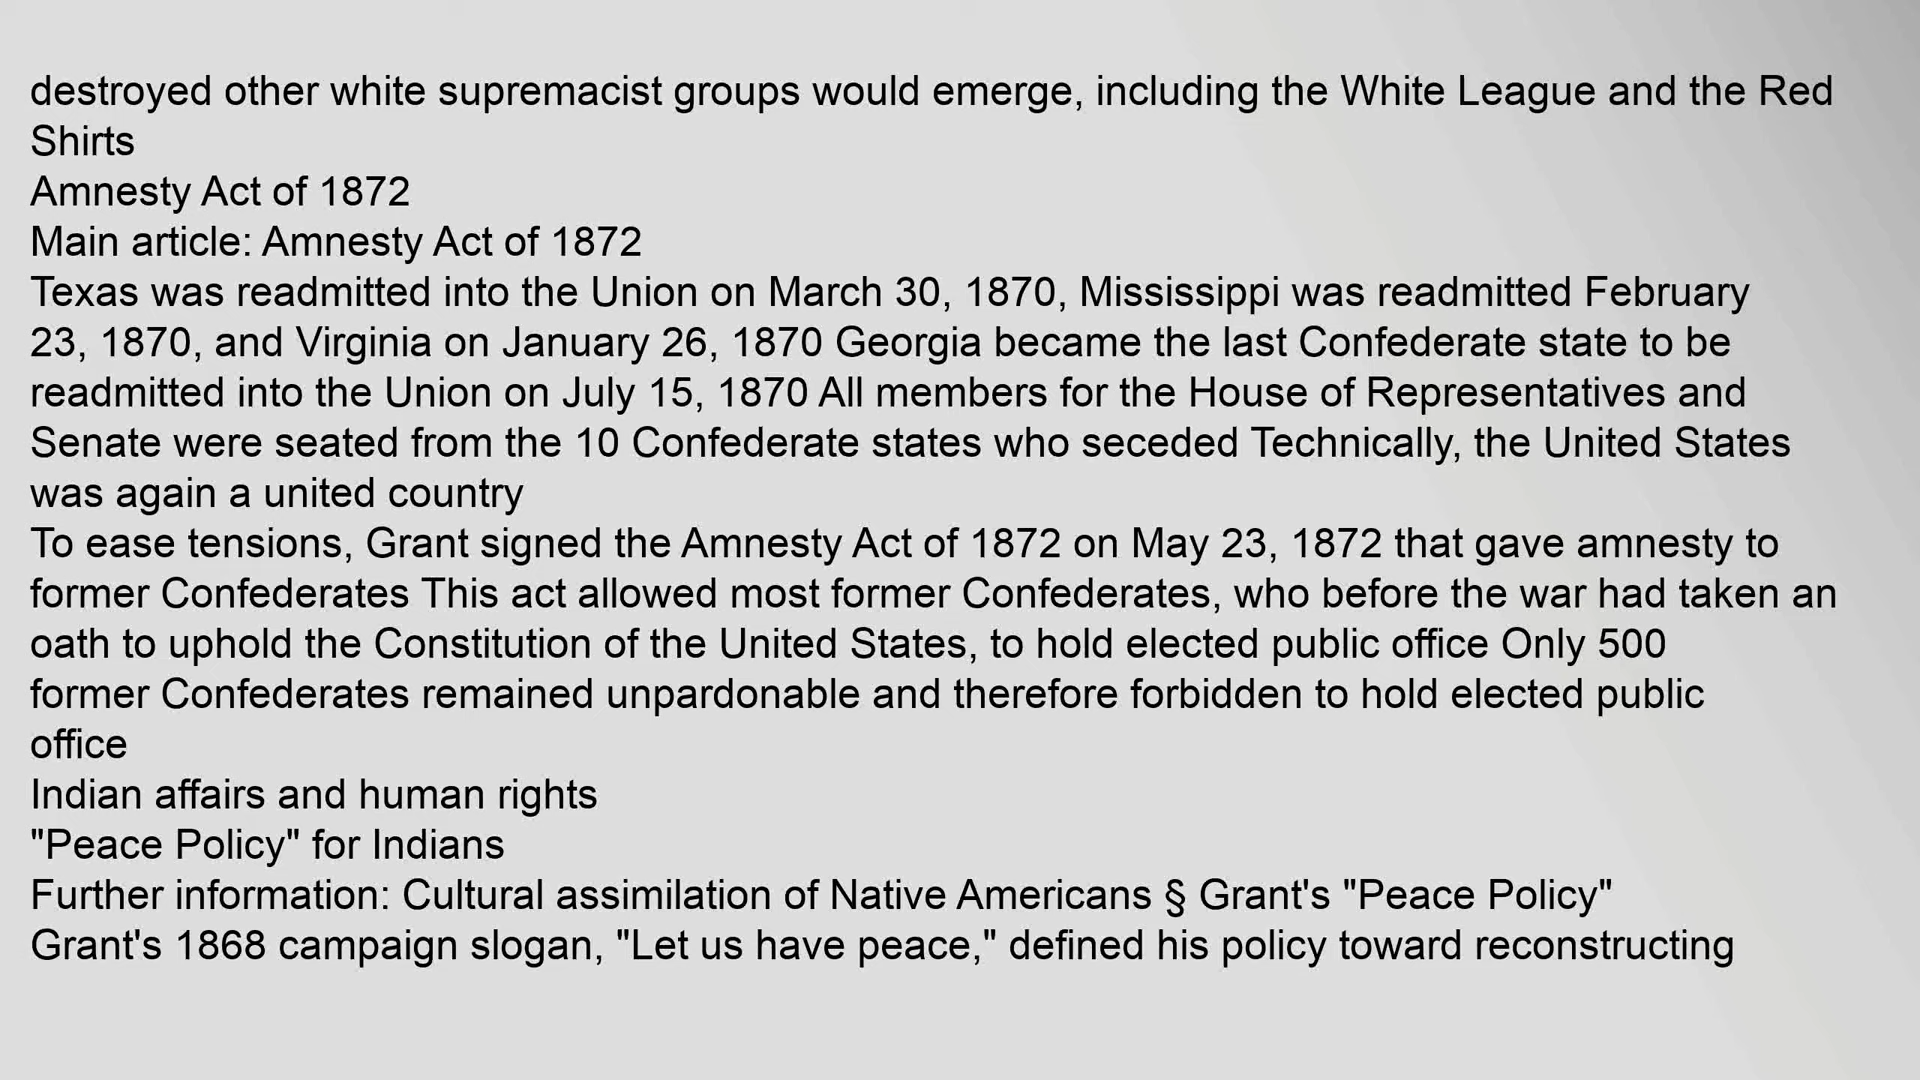 destroyed other white supremacist groups would emerge, including the White League and the Red
Shirts
Amnesty Act of 1872
Main article: Amnesty Act of 1872
Texas was readmitted into the Union on March 30, 1870, Mississippi was readmitted February
23, 1870, and Virginia on January 26, 1870 Georgia became the last Confederate state to be
readmitted into the Union on July 15, 1870 All members for the House of Representatives and
Senate were seated from the 10 Confederate states who seceded Technically, the United States
was again a united country
To ease tensions, Grant signed the Amnesty Act of 1872 on May 23, 1872 that gave amnesty to
former Confederates This act allowed most former Confederates, who before the war had taken an
oath to uphold the Constitution of the United States, to hold elected public office Only 500
former Confederates remained unpardonable and therefore forbidden to hold elected public
office
Indian affairs and human rights
"Peace Policy" for Indians
Further information: Cultural assimilation of Native Americans § Grant's "Peace Policy"
Grant's 1868 campaign slogan, "Let us have peace," defined his policy toward reconstructing